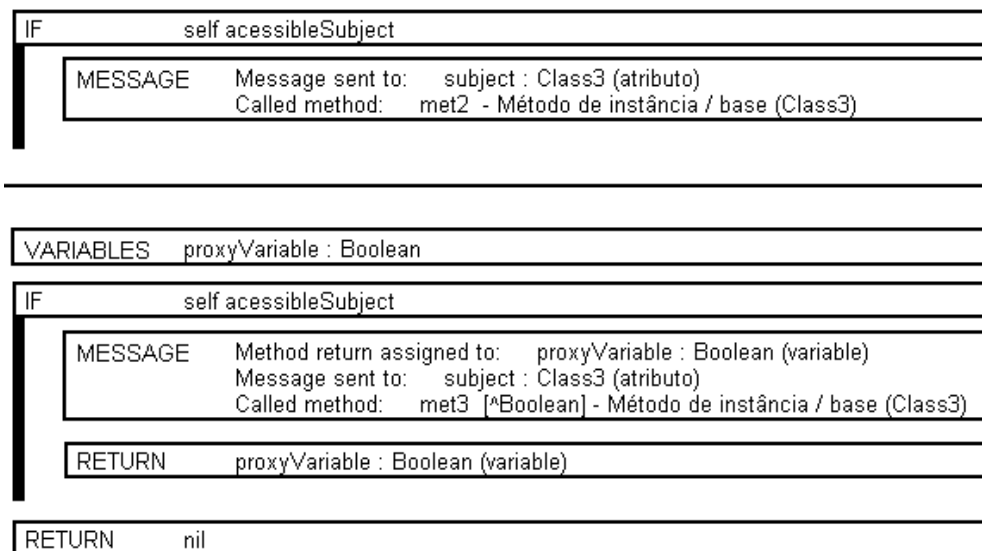 IF self acessibleSubject
MESSAGE Message sent to: subject : Class3 (atributo)
Called method: met2 - Método de instância / base (Class3)
VARIABLES proxyVariable : Boolean
IF self acessibleSubject
MESSAGE Method return assigned to: proxyVariable : Boolean (variable)
Message sent to: subject : Class3 (atributo)
Called method: met3 [^Boolean] - Método de instância / base (Class3)
RETURN proxyVariable : Boolean (variable)
RETURN nil